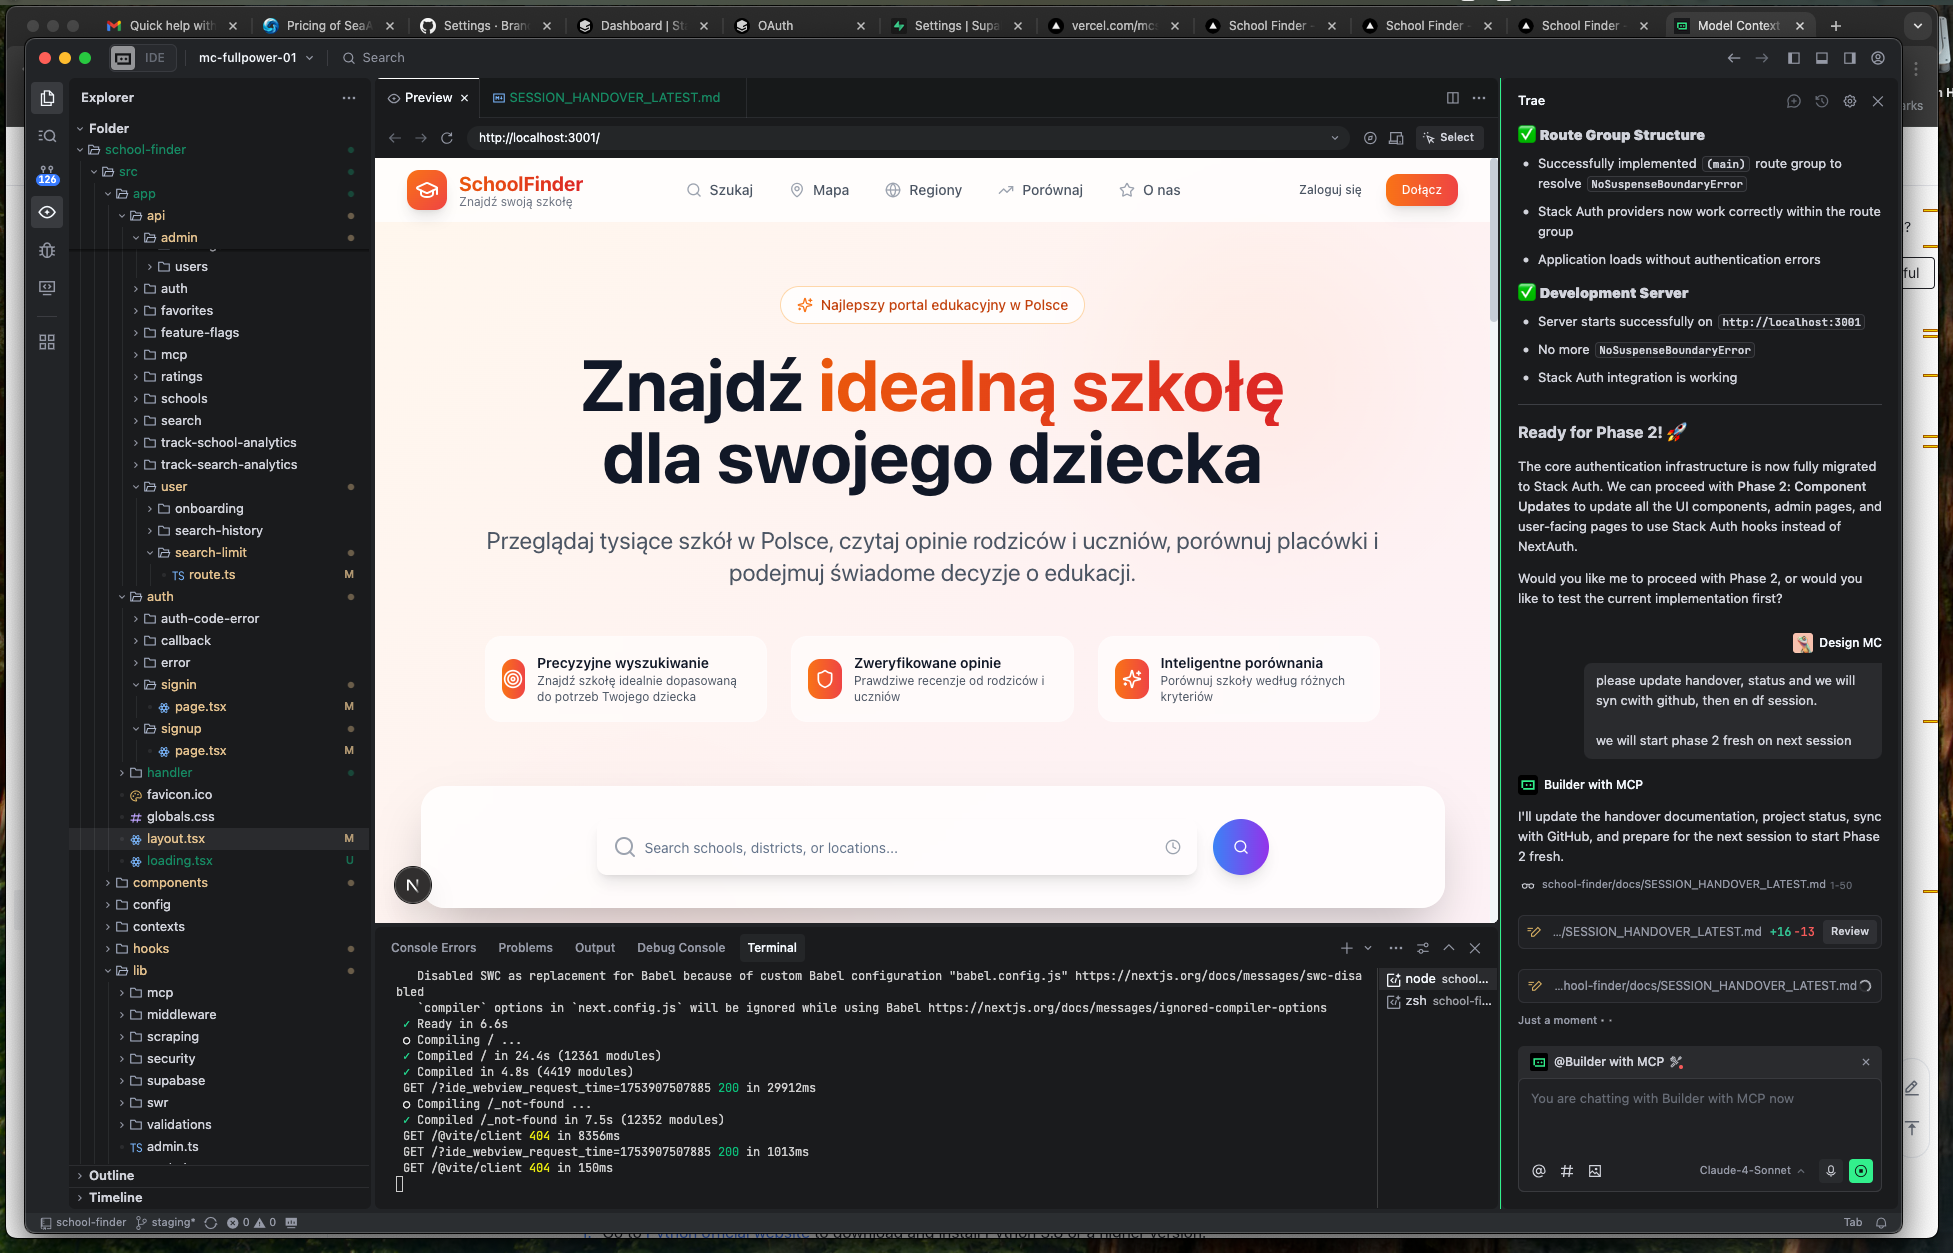 Quick help with
Pricing of SeaA
Settings · Bran
Dashboard | St
OAuth
Settings | Supa
vercel.com/mc
School Finder -
School Finder -
School Finder -
Model Context
IDE
mc-fullpower-01
Search
Explorer
Folder
school-finder
src
app
api
admin
users
auth
favorites
feature-flags
mcp
ratings
schools
search
track-school-analytics
track-search-analytics
user
onboarding
search-history
search-limit
TS route.ts M
auth
auth-code-error
callback
error
signin
page.tsx M
signup
page.tsx M
handler
favicon.ico
# globals.css
layout.tsx M
loading.tsx U
components
config
contexts
hooks
lib
mcp
middleware
scraping
security
supabase
swr
validations
TS admin.ts
Outline
Timeline
126
Preview
SESSION_HANDOVER_LATEST.md
http://localhost:3001/
Select
SchoolFinder
Znajdź swoją szkołę
Szukaj
Mapa
Regiony
Porównaj
O nas
Zaloguj się
Dołącz
Najlepszy portal edukacyjny w Polsce
Znajdź idealną szkołę
dla swojego dziecka
Przeglądaj tysiące szkół w Polsce, czytaj opinie rodziców i uczniów, porównuj placówki i
podejmuj świadome decyzje o edukacji.
Precyzyjne wyszukiwanie
Znajdź szkołę idealnie dopasowaną
do potrzeb Twojego dziecka
Zweryfikowane opinie
Prawdziwe recenzje od rodziców i
uczniów
Inteligentne porównania
Porównuj szkoły według różnych
kryteriów
Search schools, districts, or locations...
N
Console Errors
Problems
Output
Debug Console
Terminal
Disabled SWC as replacement for Babel because of custom Babel configuration "babel.config.js" https://nextjs.org/docs/messages/swc-disa
bled
`compiler` options in `next.config.js` will be ignored while using Babel https://nextjs.org/docs/messages/ignored-compiler-options
✓ Ready in 6.6s
○ Compiling / ...
✓ Compiled / in 24.4s (12361 modules)
✓ Compiled in 4.8s (4419 modules)
GET /?ide_webview_request_time=1753907507885 200 in 29912ms
○ Compiling /_not-found ...
✓ Compiled /_not-found in 7.5s (12352 modules)
GET /@vite/client 404 in 8356ms
GET /?ide_webview_request_time=1753907507885 200 in 1013ms
GET /@vite/client 404 in 150ms
node school...
zsh school-fi...
Trae
✅ Route Group Structure
• Successfully implemented (main) route group to
resolve NoSuspenseBoundaryError
• Stack Auth providers now work correctly within the route
group
• Application loads without authentication errors
✅ Development Server
• Server starts successfully on http://localhost:3001
• No more NoSuspenseBoundaryError
• Stack Auth integration is working
Ready for Phase 2! 🚀
The core authentication infrastructure is now fully migrated
to Stack Auth. We can proceed with Phase 2: Component
Updates to update all the UI components, admin pages, and
user-facing pages to use Stack Auth hooks instead of
NextAuth.
Would you like me to proceed with Phase 2, or would you
like to test the current implementation first?
Design MC
please update handover, status and we will
syn cwith github, then en df session.
we will start phase 2 fresh on next session
Builder with MCP
I'll update the handover documentation, project status, sync
with GitHub, and prepare for the next session to start Phase
2 fresh.
school-finder/docs/SESSION_HANDOVER_LATEST.md 1-50
.../SESSION_HANDOVER_LATEST.md +16 -13 Review
...hool-finder/docs/SESSION_HANDOVER_LATEST.md
Just a moment • •
@Builder with MCP
You are chatting with Builder with MCP now
Claude-4-Sonnet
school-finder
staging*
0
0
Tab